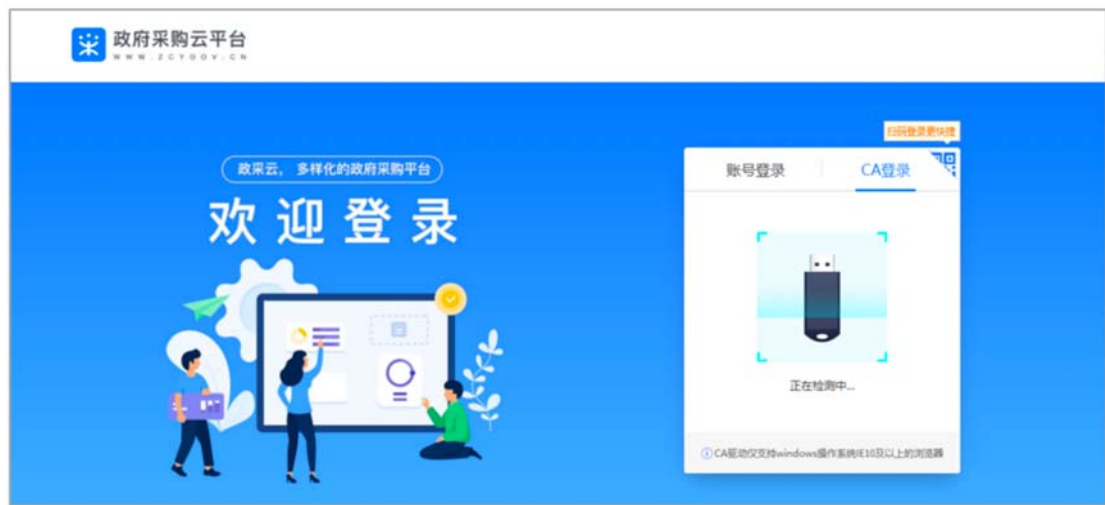 政府采购云平台
WWW.ZCYGOV.CN
扫码登录更快捷
政采云，多样化的政府采购平台
账号登录
CA登录
欢迎登录
正在检测中...
CA驱动仅支持windows操作系统IE10及以上的浏览器